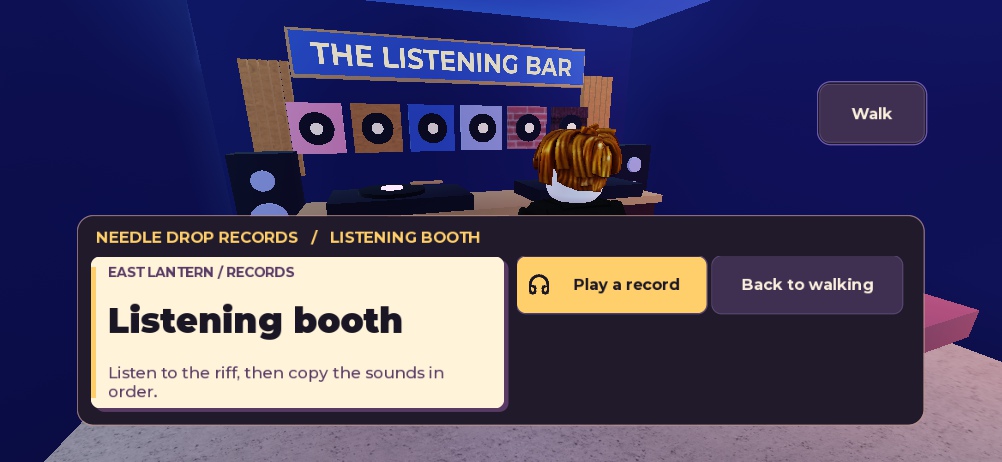 THE LISTENING BAR
Walk
NEEDLE DROP RECORDS / LISTENING BOOTH
EAST LANTERN / RECORDS
Listening booth
Listen to the riff, then copy the sounds in
order.
Play a record
Back to walking